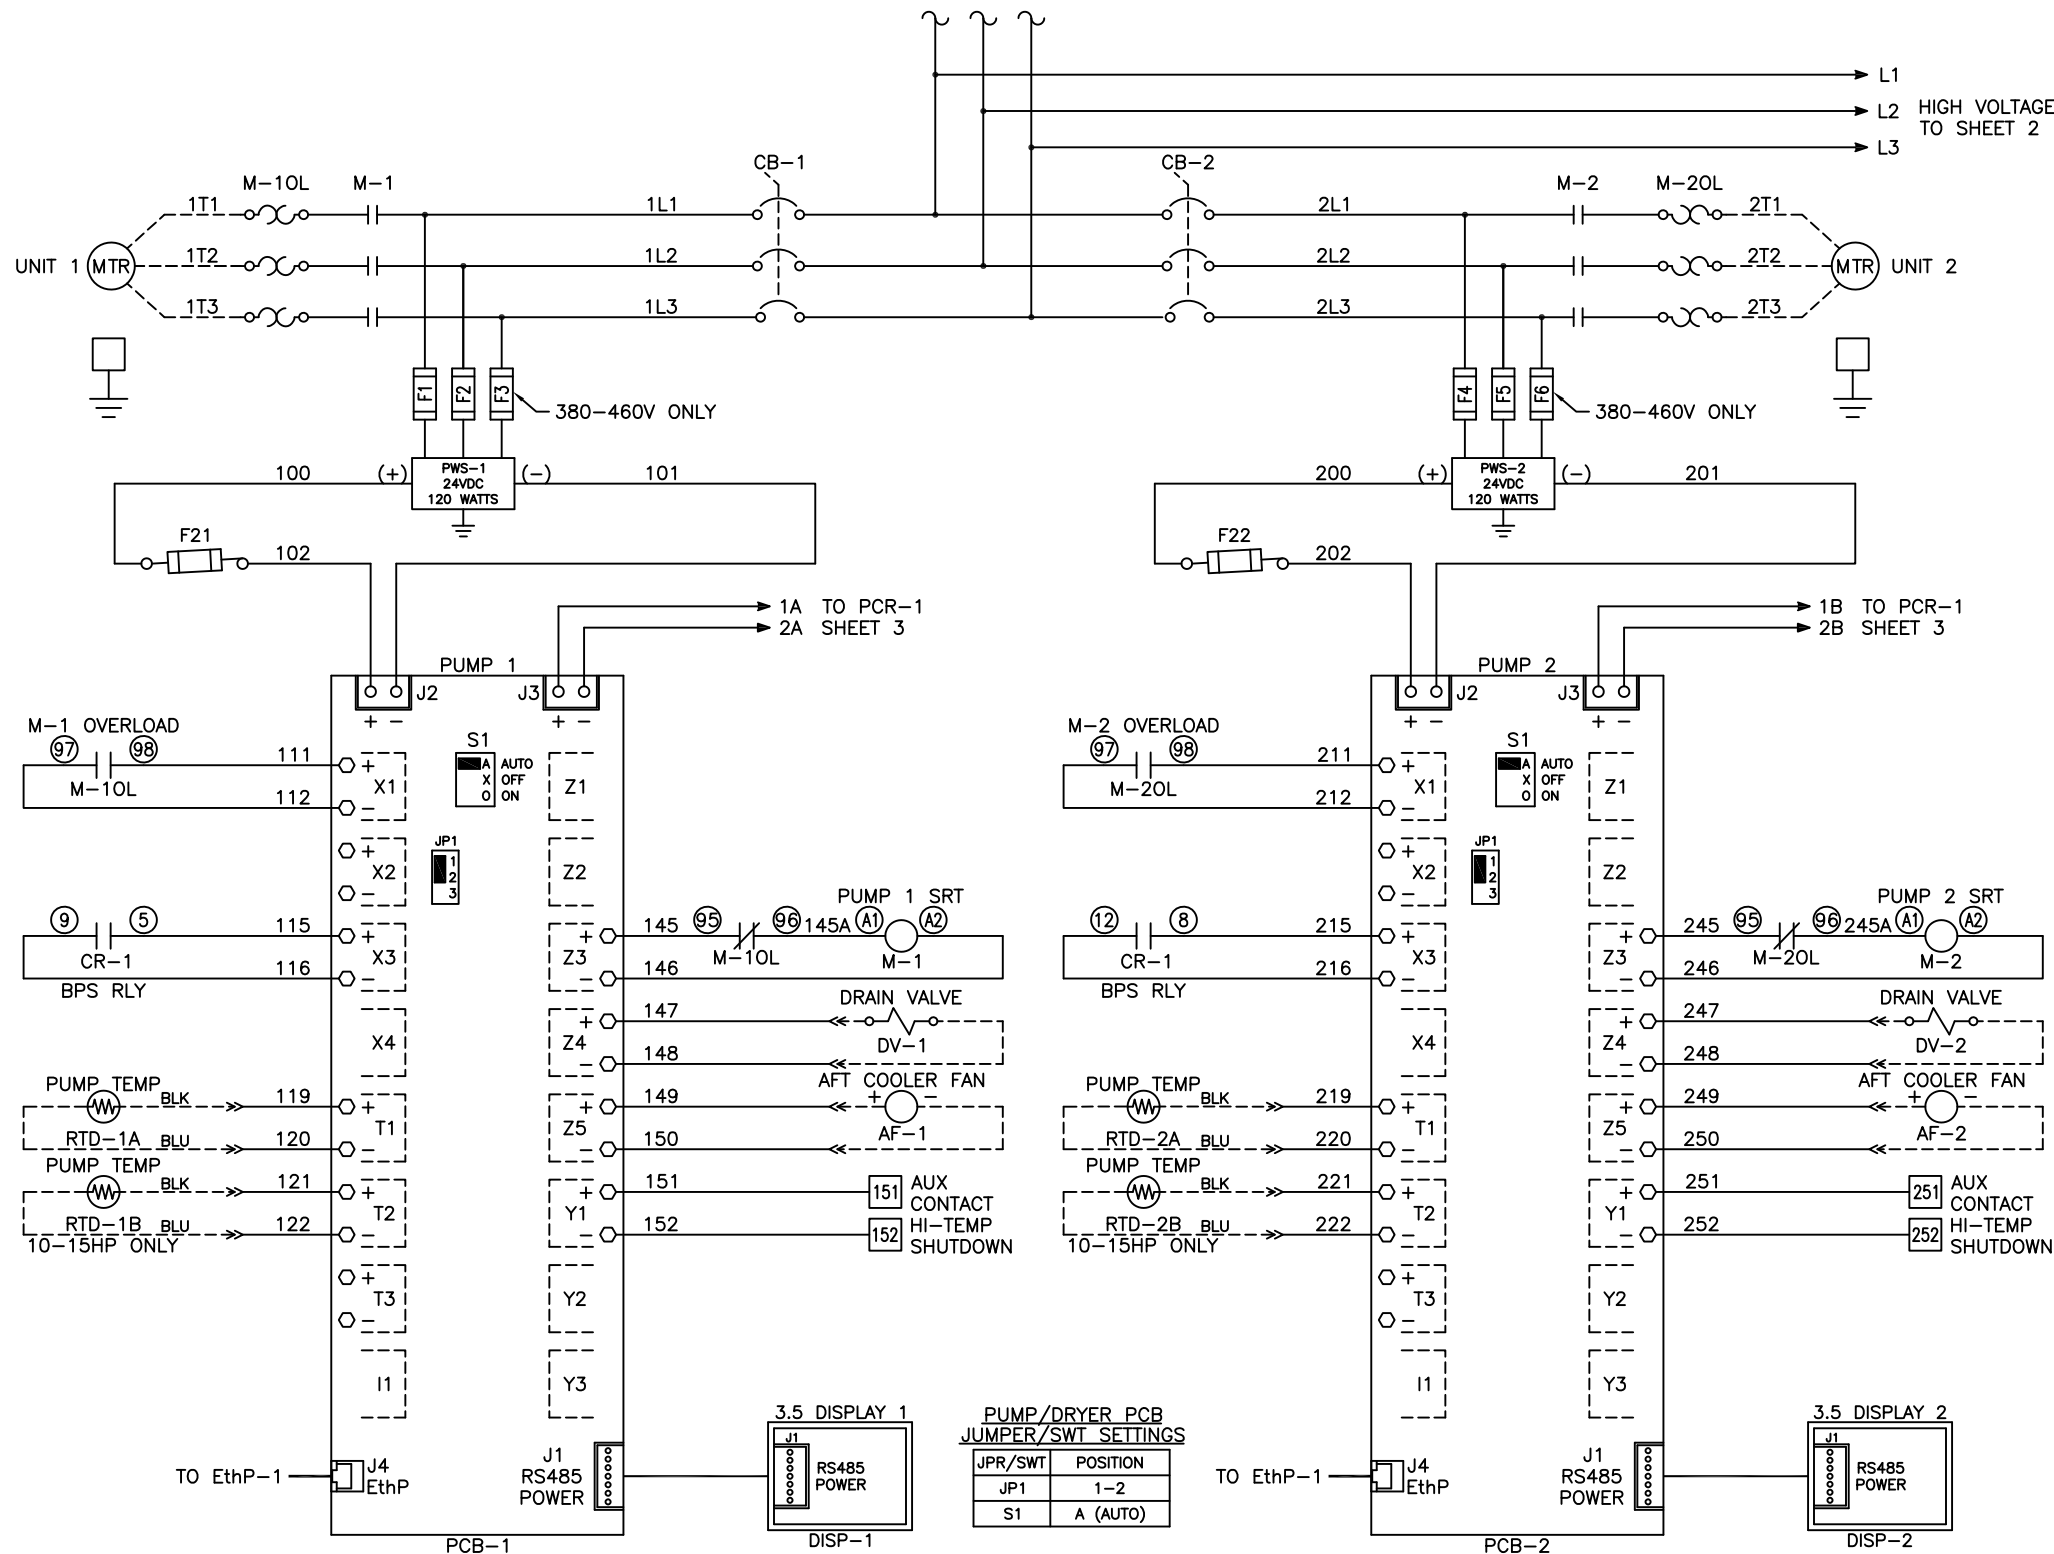 L1
L2 HIGH VOLTAGE
TO SHEET 2
L3
CB-1
CB-2
M-1OL M-1
M-2 M-2OL
1T1 1L1 2L1 2T1
UNIT 1 MTR 1T2 1L2 2L2 2T2 MTR UNIT 2
1T3 1L3 2L3 2T3
F1 F2 F3
380-460V ONLY
F4 F5 F6
380-460V ONLY
100 (+) PWS-1 (-) 101
24VDC
120 WATTS
200 (+) PWS-2 (-) 201
24VDC
120 WATTS
F21
102
F22
202
1A TO PCR-1
2A SHEET 3
1B TO PCR-1
2B SHEET 3
PUMP 1
J2 J3
+ - + -
M-1 OVERLOAD
97 98 111
M-1OL
112
+ X1 -
S1
A AUTO
X OFF
O ON
Z1
JP1
1
2
3
+ X2 -
Z2
9 5 115
CR-1
116
BPS RLY
+ X3 -
PUMP 1 SRT
+ Z3 -
145 95 96 145A A1 A2
M-1OL M-1
146
X4
DRAIN VALVE
+ Z4 -
147
DV-1
148
PUMP TEMP
BLK 119
RTD-1A BLU 120
+ T1 -
AFT COOLER FAN
+ Z5 -
149 + -
AF-1
150
PUMP TEMP
BLK 121
RTD-1B BLU 122
10-15HP ONLY
+ T2 -
+ Y1 -
151 151 AUX
CONTACT
152 152 HI-TEMP
SHUTDOWN
+ T3 -
Y2
I1
Y3
TO EthP-1 J4
EthP
J1
RS485
POWER
3.5 DISPLAY 1
J1
RS485
POWER
DISP-1
PCB-1
PUMP/DRYER PCB
JUMPER/SWT SETTINGS
JPR/SWT POSITION
JP1 1-2
S1 A (AUTO)
PUMP 2
J2 J3
+ - + -
M-2 OVERLOAD
97 98 211
M-2OL
212
+ X1 -
S1
A AUTO
X OFF
O ON
Z1
JP1
1
2
3
+ X2 -
Z2
12 8 215
CR-1
216
BPS RLY
+ X3 -
PUMP 2 SRT
+ Z3 -
245 95 96 245A A1 A2
M-2OL M-2
246
X4
DRAIN VALVE
+ Z4 -
247
DV-2
248
PUMP TEMP
BLK 219
RTD-2A BLU 220
+ T1 -
AFT COOLER FAN
+ Z5 -
249 + -
AF-2
250
PUMP TEMP
BLK 221
RTD-2B BLU 222
10-15HP ONLY
+ T2 -
+ Y1 -
251 251 AUX
CONTACT
252 252 HI-TEMP
SHUTDOWN
+ T3 -
Y2
I1
Y3
TO EthP-1 J4
EthP
J1
RS485
POWER
3.5 DISPLAY 2
J1
RS485
POWER
DISP-2
PCB-2